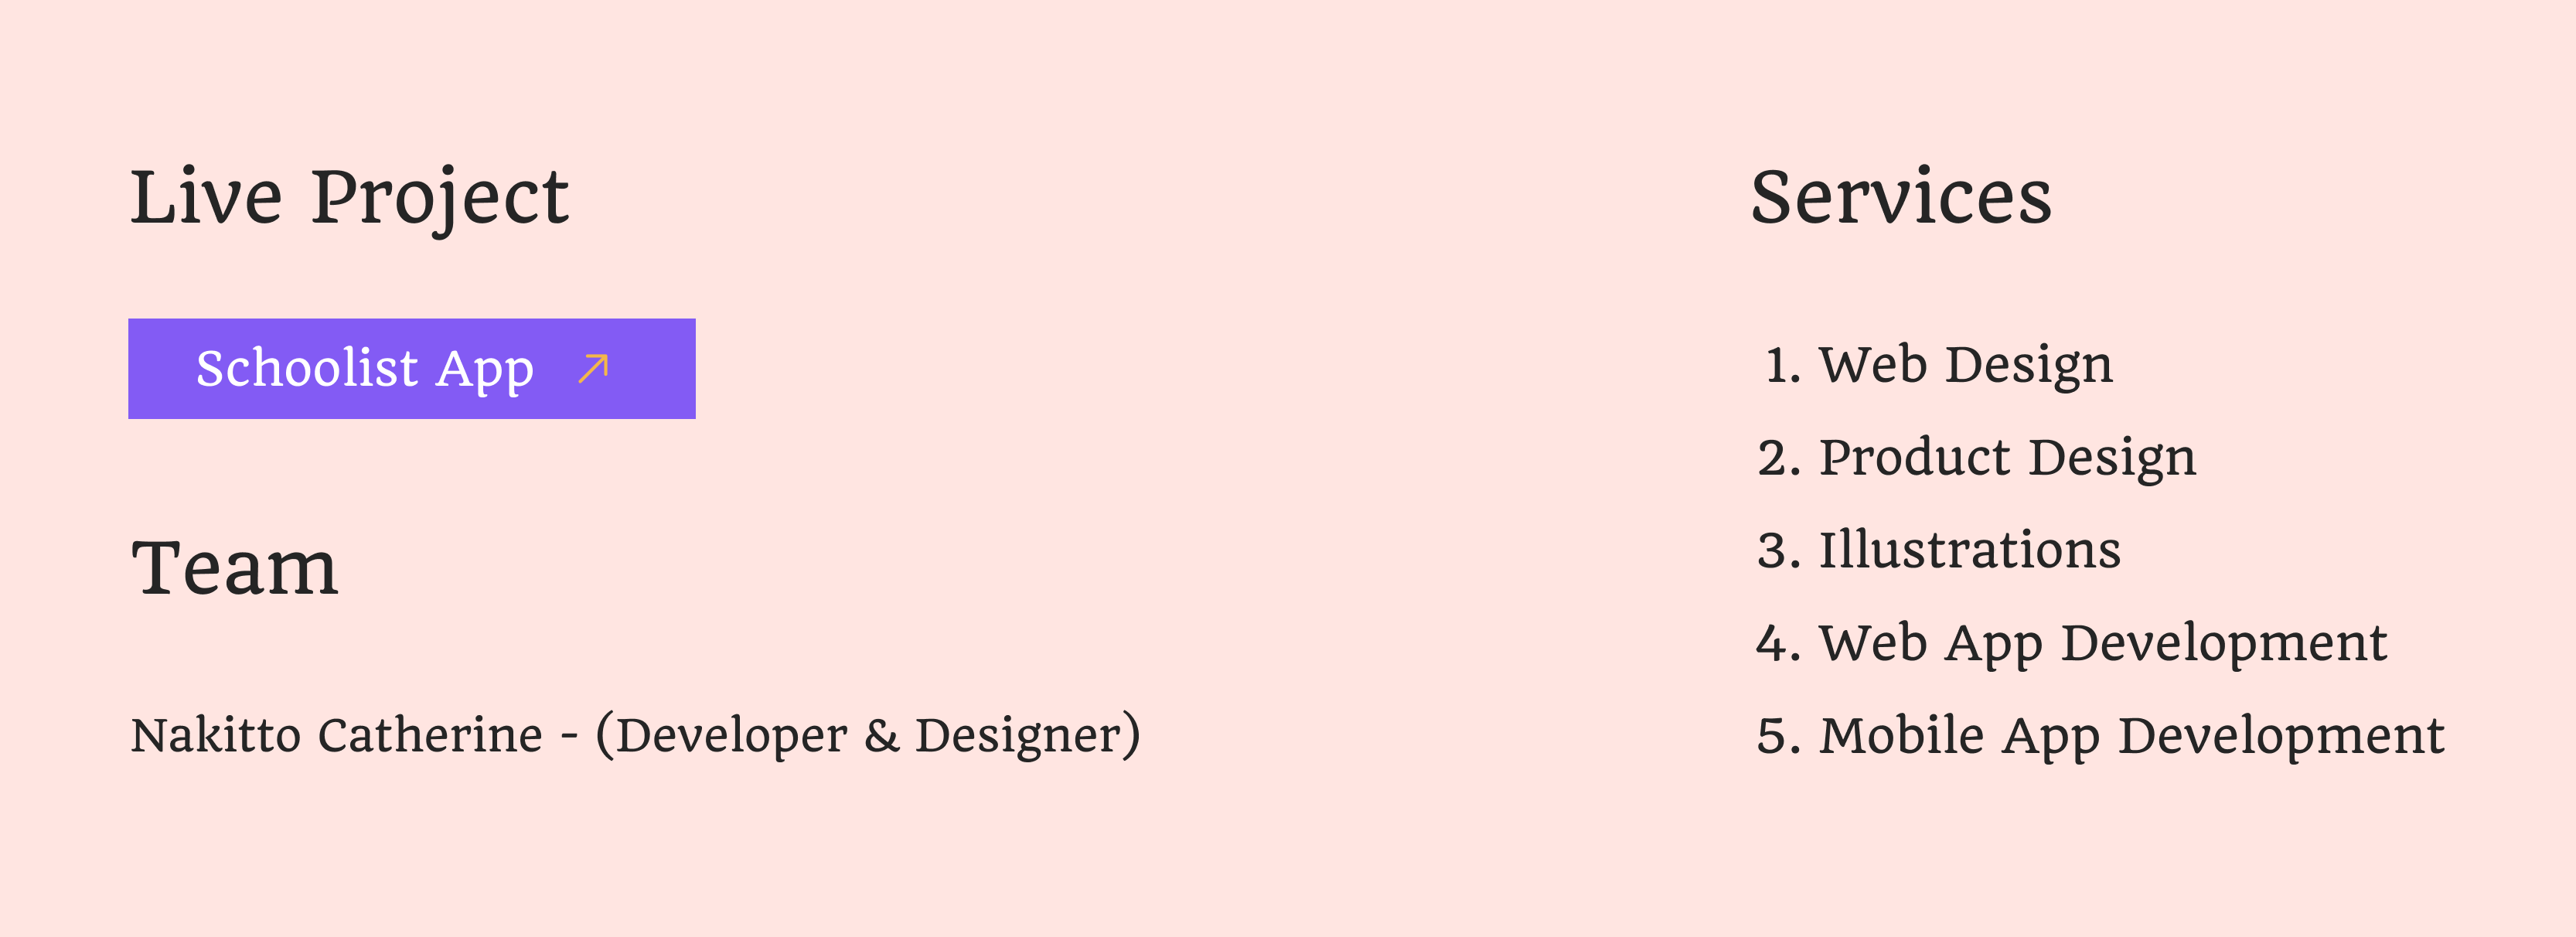 Live Project
Schoolist App
Team
Nakitto Catherine - (Developer & Designer)
Services
1. Web Design
2. Product Design
3. Illustrations
4. Web App Development
5. Mobile App Development